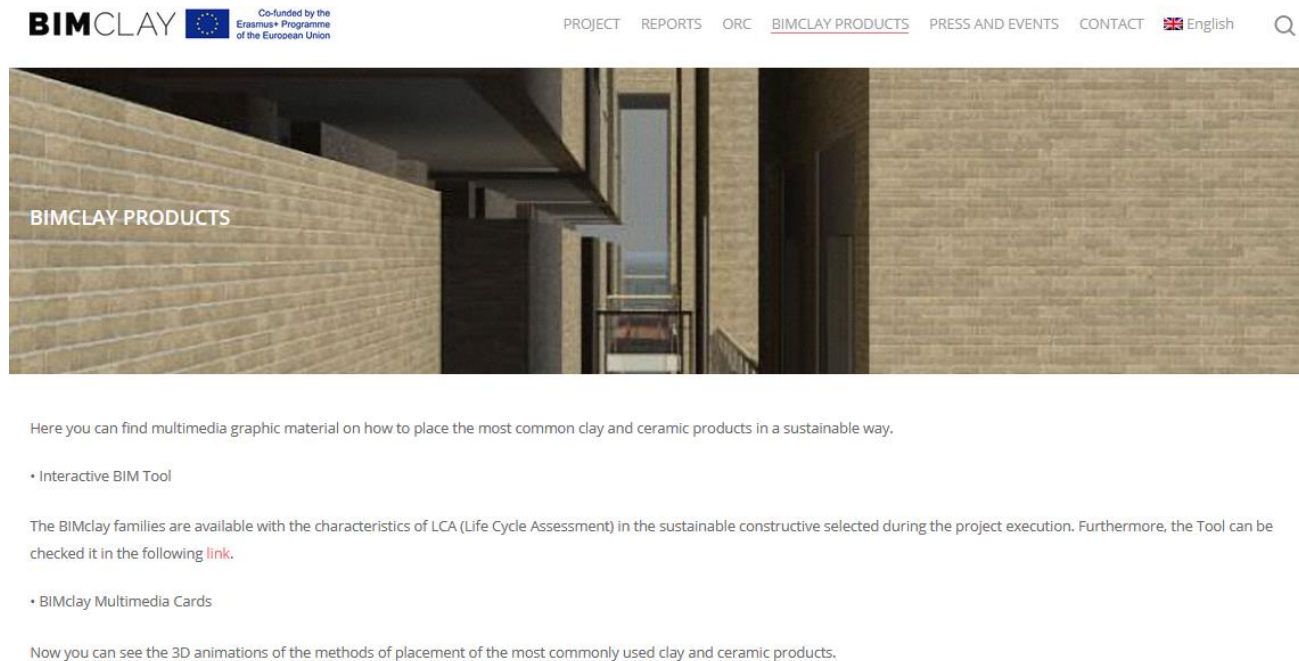 BIMCLAY
Co-funded by the
Erasmus+ Programme
of the European Union
PROJECT REPORTS ORC BIMCLAY PRODUCTS PRESS AND EVENTS CONTACT English
BIMCLAY PRODUCTS
Here you can find multimedia graphic material on how to place the most common clay and ceramic products in a sustainable way.
• Interactive BIM Tool
The BIMclay families are available with the characteristics of LCA (Life Cycle Assessment) in the sustainable constructive selected during the project execution. Furthermore, the Tool can be
checked it in the following link.
• BIMclay Multimedia Cards
Now you can see the 3D animations of the methods of placement of the most commonly used clay and ceramic products.